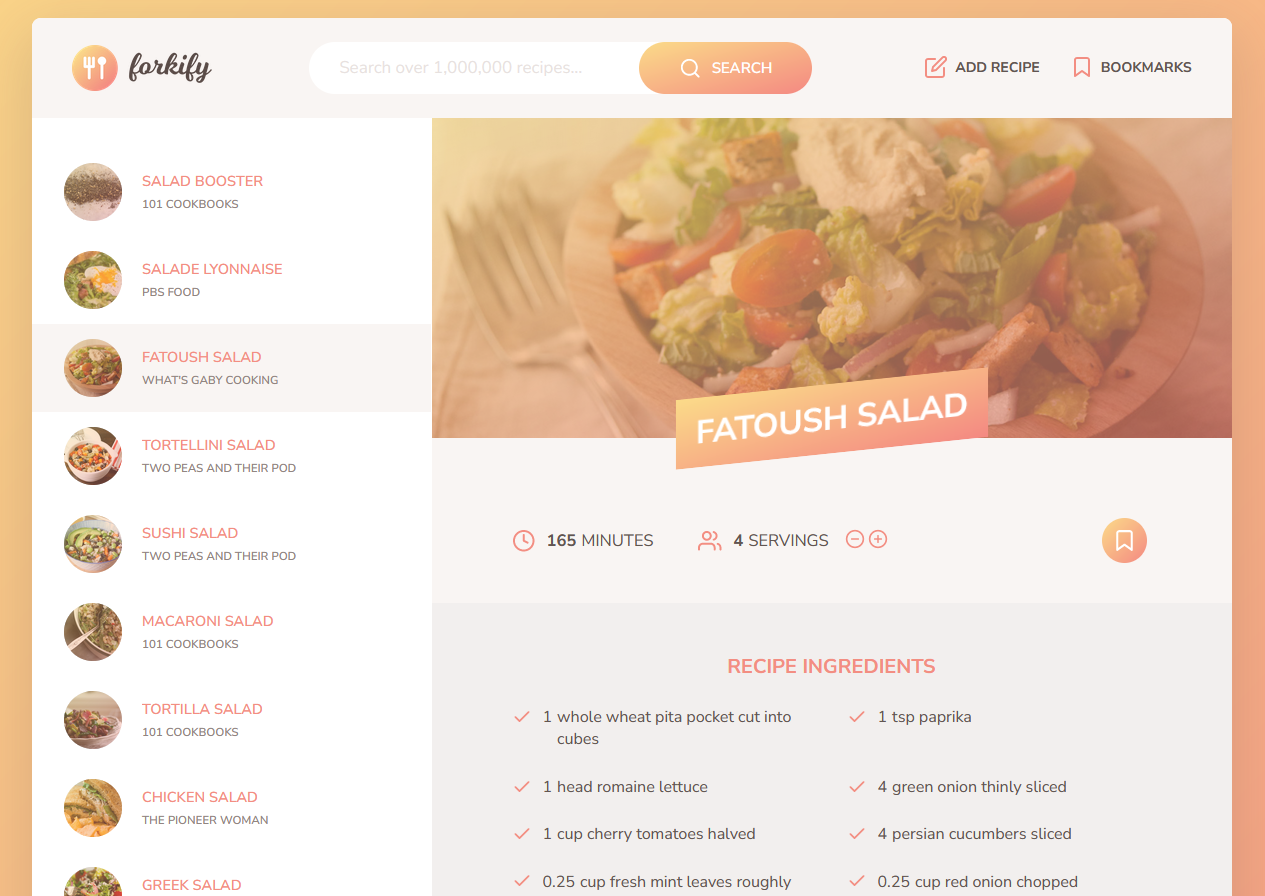 forkify
Search over 1,000,000 recipes...
SEARCH
ADD RECIPE
BOOKMARKS
SALAD BOOSTER
101 COOKBOOKS
SALADE LYONNAISE
PBS FOOD
FATOUSH SALAD
WHAT'S GABY COOKING
TORTELLINI SALAD
TWO PEAS AND THEIR POD
SUSHI SALAD
TWO PEAS AND THEIR POD
MACARONI SALAD
101 COOKBOOKS
TORTILLA SALAD
101 COOKBOOKS
CHICKEN SALAD
THE PIONEER WOMAN
GREEK SALAD
FATOUSH SALAD
165 MINUTES
4 SERVINGS
RECIPE INGREDIENTS
1 whole wheat pita pocket cut into
cubes
1 tsp paprika
1 head romaine lettuce
4 green onion thinly sliced
1 cup cherry tomatoes halved
4 persian cucumbers sliced
0.25 cup fresh mint leaves roughly
0.25 cup red onion chopped